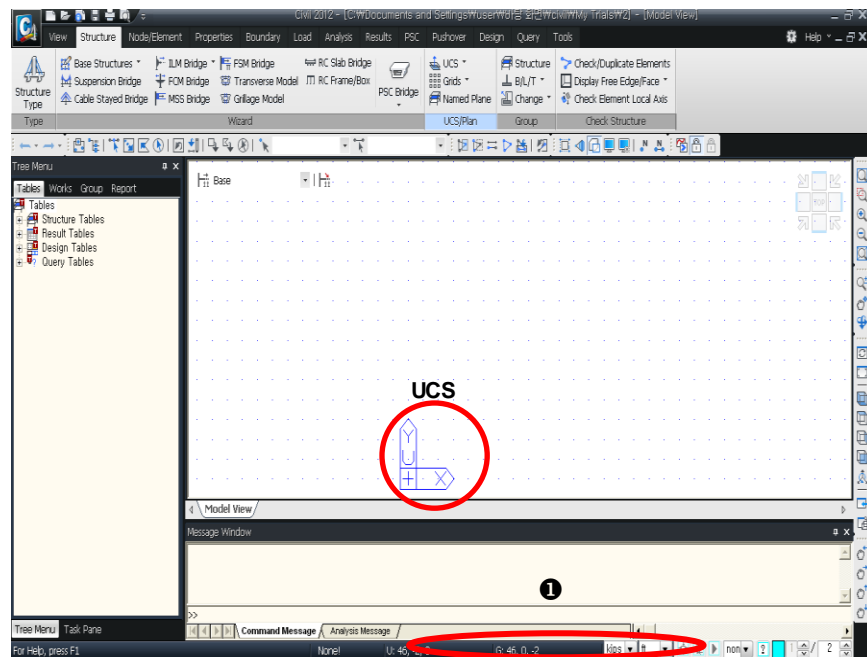 Civil 2012 - [C:₩Documents and Settings₩user₩바탕 화면₩civil₩My Trials₩2] - [Model View]
View Structure Node/Element Properties Boundary Load Analysis Results PSC Pushover Design Query Tools Help
Structure Type
Base Structures
Suspension Bridge
Cable Stayed Bridge
ILM Bridge
FCM Bridge
MSS Bridge
FSM Bridge
Transverse Model
Grillage Model
RC Slab Bridge
RC Frame/Box
PSC Bridge
UCS
Grids
Named Plane
Structure
B/L/T
Change
Check/Duplicate Elements
Display Free Edge/Face
Check Element Local Axis
Type Wizard UCS/Plan Group Check Structure
Tree Menu
Tables Works Group Report
Tables
Structure Tables
Result Tables
Design Tables
Query Tables
Base
UCS
Y
U
X
Model View
Message Window
❶
>>
Command Message Analysis Message
Tree Menu Task Pane
For Help, press F1 None! U: 46, G: 46, 0, -2 kips ft non ? 1 / 2